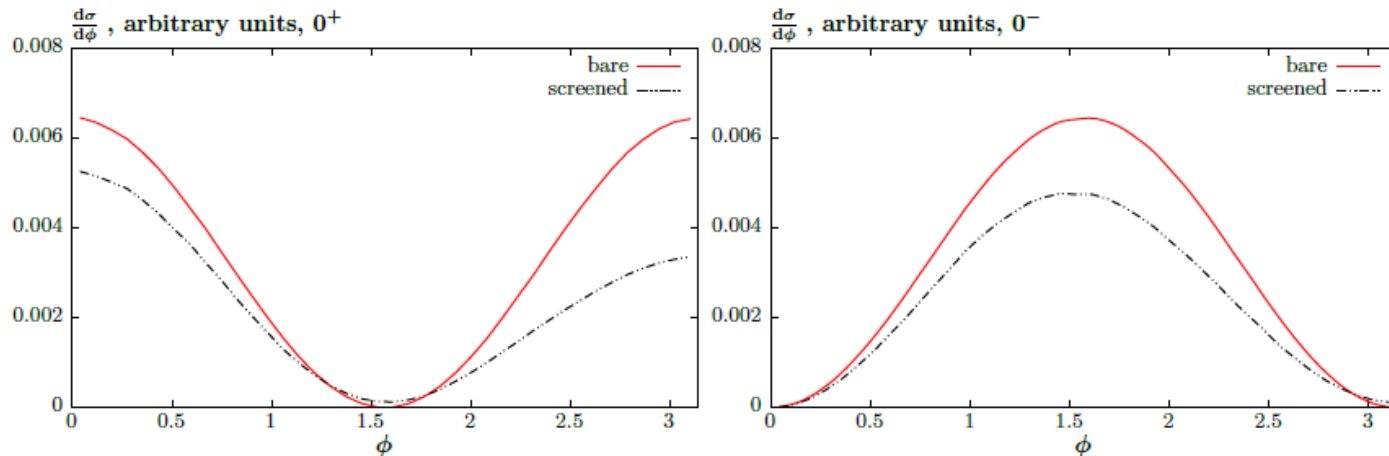 dσ/dφ , arbitrary units, 0⁺
0.008
0.006
0.004
0.002
0
bare
screened
0 0.5 1 1.5 2 2.5 3
φ
dσ/dφ , arbitrary units, 0⁻
0.008
0.006
0.004
0.002
0
bare
screened
0 0.5 1 1.5 2 2.5 3
φ